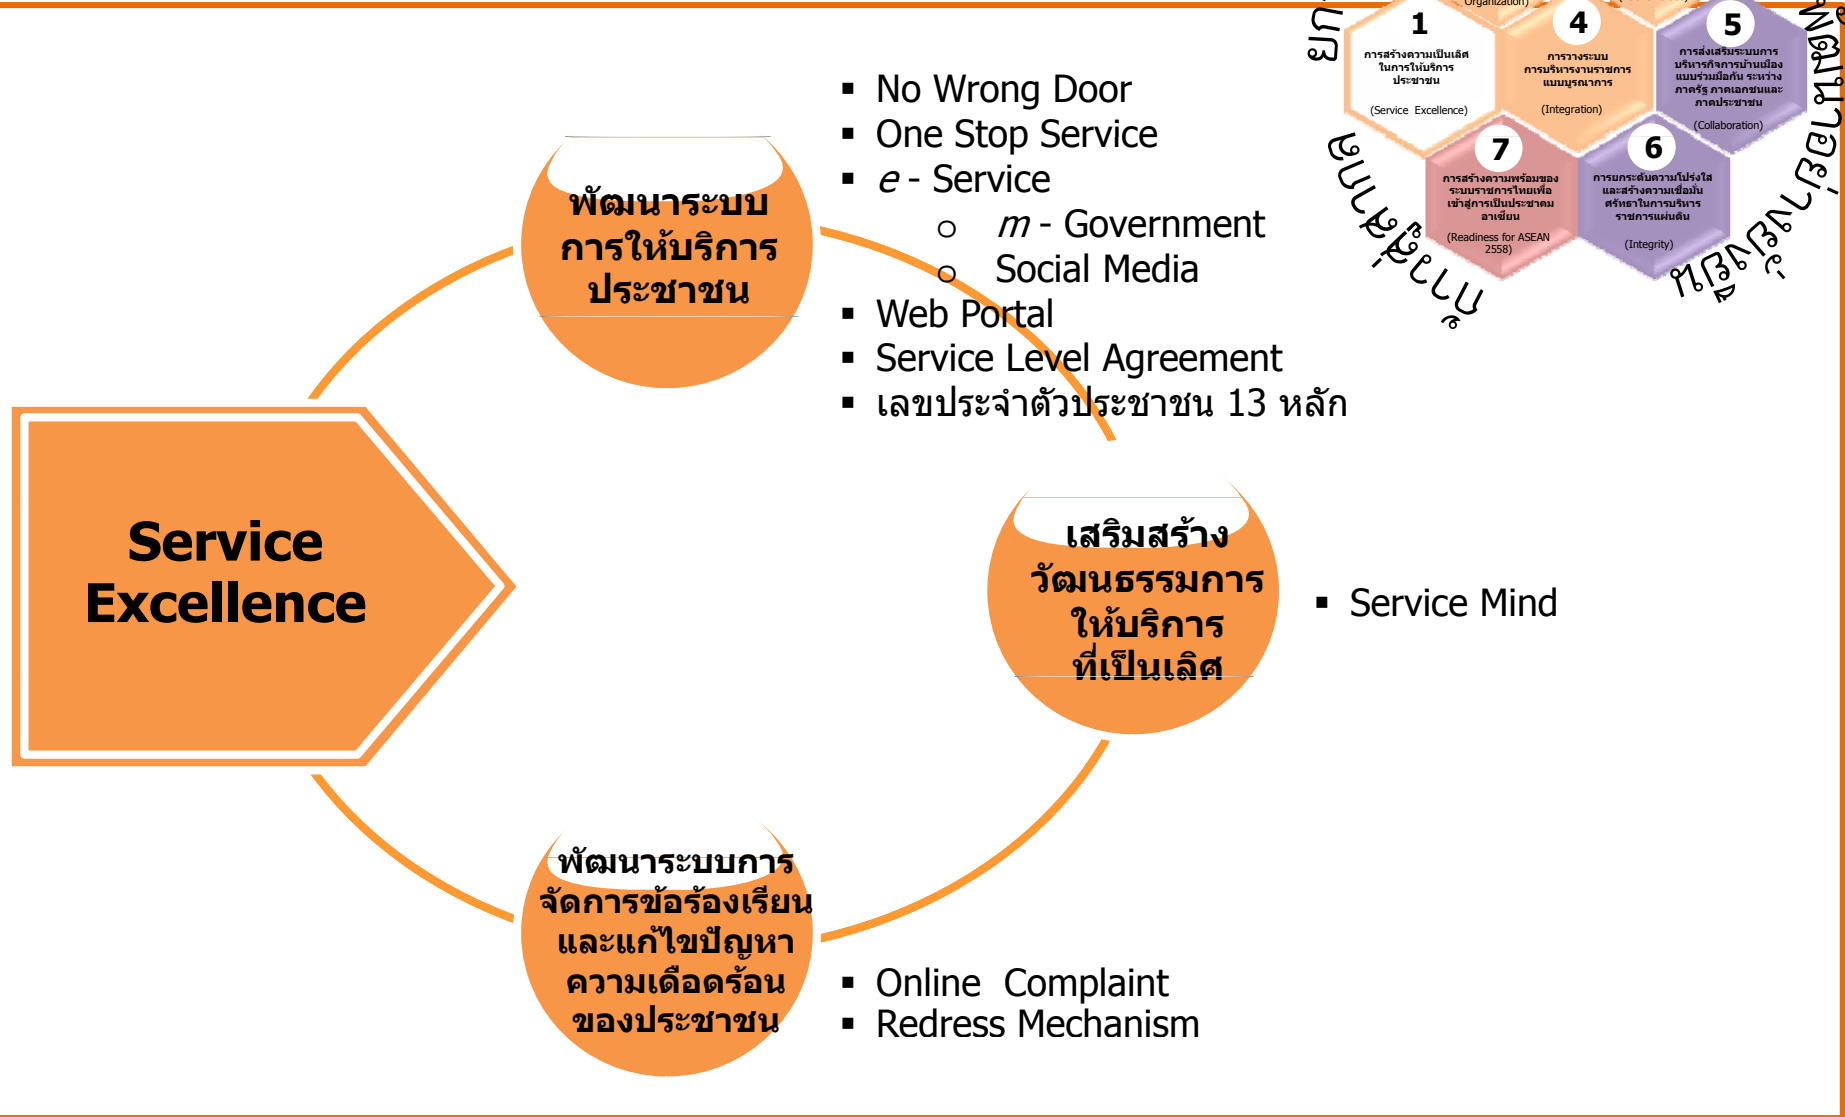 Service
Excellence
พัฒนาระบบ
การให้บริการ
ประชาชน
▪ No Wrong Door
▪ One Stop Service
▪ e - Service
o m - Government
o Social Media
▪ Web Portal
▪ Service Level Agreement
▪ เลขประจำตัวประชาชน 13 หลัก
เสริมสร้าง
วัฒนธรรมการ
ให้บริการ
ที่เป็นเลิศ
▪ Service Mind
พัฒนาระบบการ
จัดการข้อร้องเรียน
และแก้ไขปัญหา
ความเดือดร้อน
ของประชาชน
▪ Online Complaint
▪ Redress Mechanism
Organization)
1
การสร้างความเป็นเลิศ
ในการให้บริการ
ประชาชน
(Service Excellence)
4
การวางระบบ
การบริหารงานราชการ
แบบบูรณาการ
(Integration)
5
การส่งเสริมระบบการ
บริหารกิจการบ้านเมือง
แบบร่วมมือกัน ระหว่าง
ภาครัฐ ภาคเอกชนและ
ภาคประชาชน
(Collaboration)
7
การสร้างความพร้อมของ
ระบบราชการไทยเพื่อ
เข้าสู่การเป็นประชาคม
อาเซียน
(Readiness for ASEAN
2558)
6
การยกระดับความโปร่งใส
และสร้างความเชื่อมั่น
ศรัทธาในการบริหาร
ราชการแผ่นดิน
(Integrity)
ก้าวสู่สากล
พัฒนาอย่างยั่งยืน